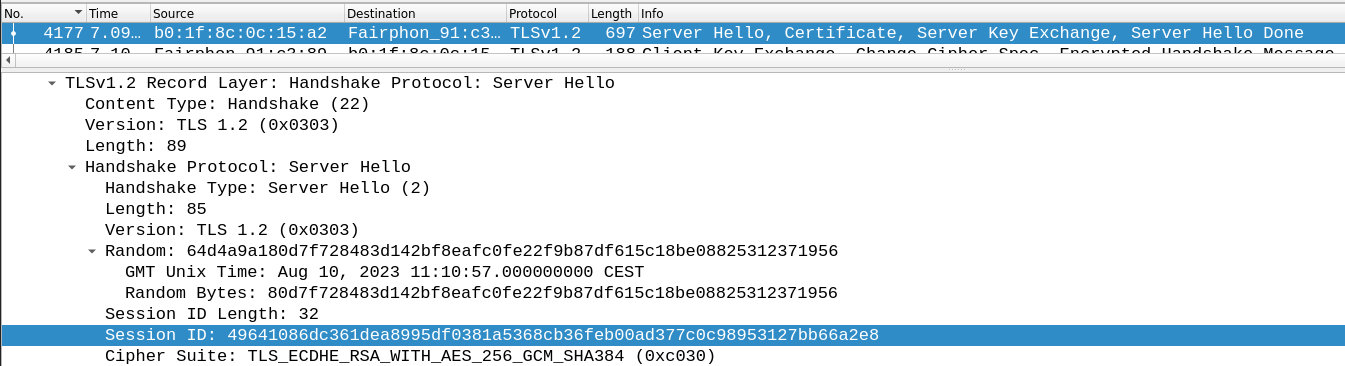 No. Time Source Destination Protocol Length Info
4177 7.09… b0:1f:8c:0c:15:a2 Fairphon_91:c3… TLSv1.2 697 Server Hello, Certificate, Server Key Exchange, Server Hello Done
4185 7.10 Fairphon_91:c3:89 b0:1f:8c:0c:15 TLSv1.2 188 Client Key Exchange, Change Cipher Spec, Encrypted Handshake Message
TLSv1.2 Record Layer: Handshake Protocol: Server Hello
Content Type: Handshake (22)
Version: TLS 1.2 (0x0303)
Length: 89
Handshake Protocol: Server Hello
Handshake Type: Server Hello (2)
Length: 85
Version: TLS 1.2 (0x0303)
Random: 64d4a9a180d7f728483d142bf8eafc0fe22f9b87df615c18be08825312371956
GMT Unix Time: Aug 10, 2023 11:10:57.000000000 CEST
Random Bytes: 80d7f728483d142bf8eafc0fe22f9b87df615c18be08825312371956
Session ID Length: 32
Session ID: 49641086dc361dea8995df0381a5368cb36feb00ad377c0c98953127bb66a2e8
Cipher Suite: TLS_ECDHE_RSA_WITH_AES_256_GCM_SHA384 (0xc030)